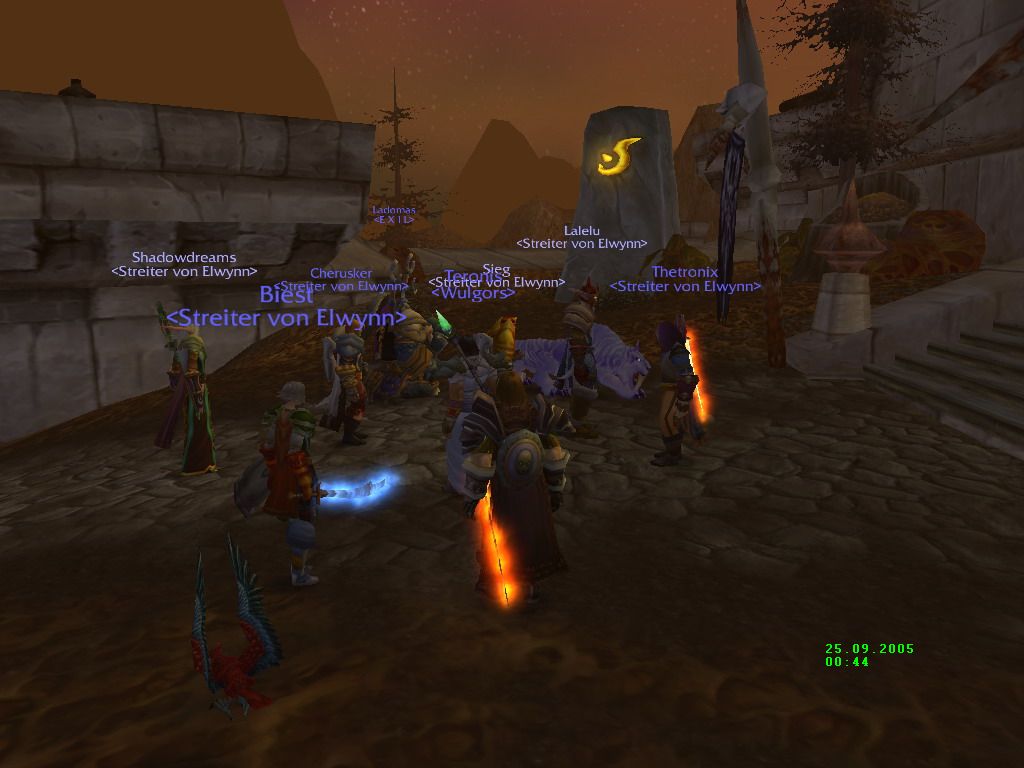 Ladomas
<E X I L>
Lalelu
<Streiter von Elwynn>
Shadowdreams
<Streiter von Elwynn>
Cherusker
<Streiter von Elwynn>
Sieg
<Streiter von Elwynn>
Teronis
<Wulgors>
Thetronix
<Streiter von Elwynn>
Biest
<Streiter von Elwynn>
25.09.2005
00:44